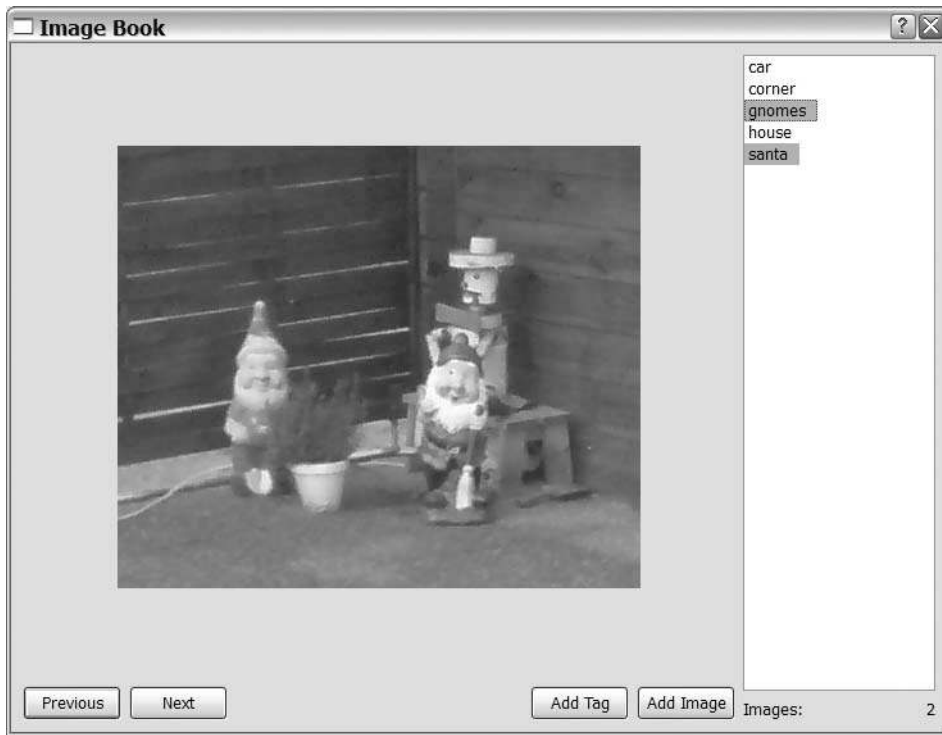 Image Book
car
corner
gnomes
house
santa
Previous Next Add Tag Add Image Images: 2